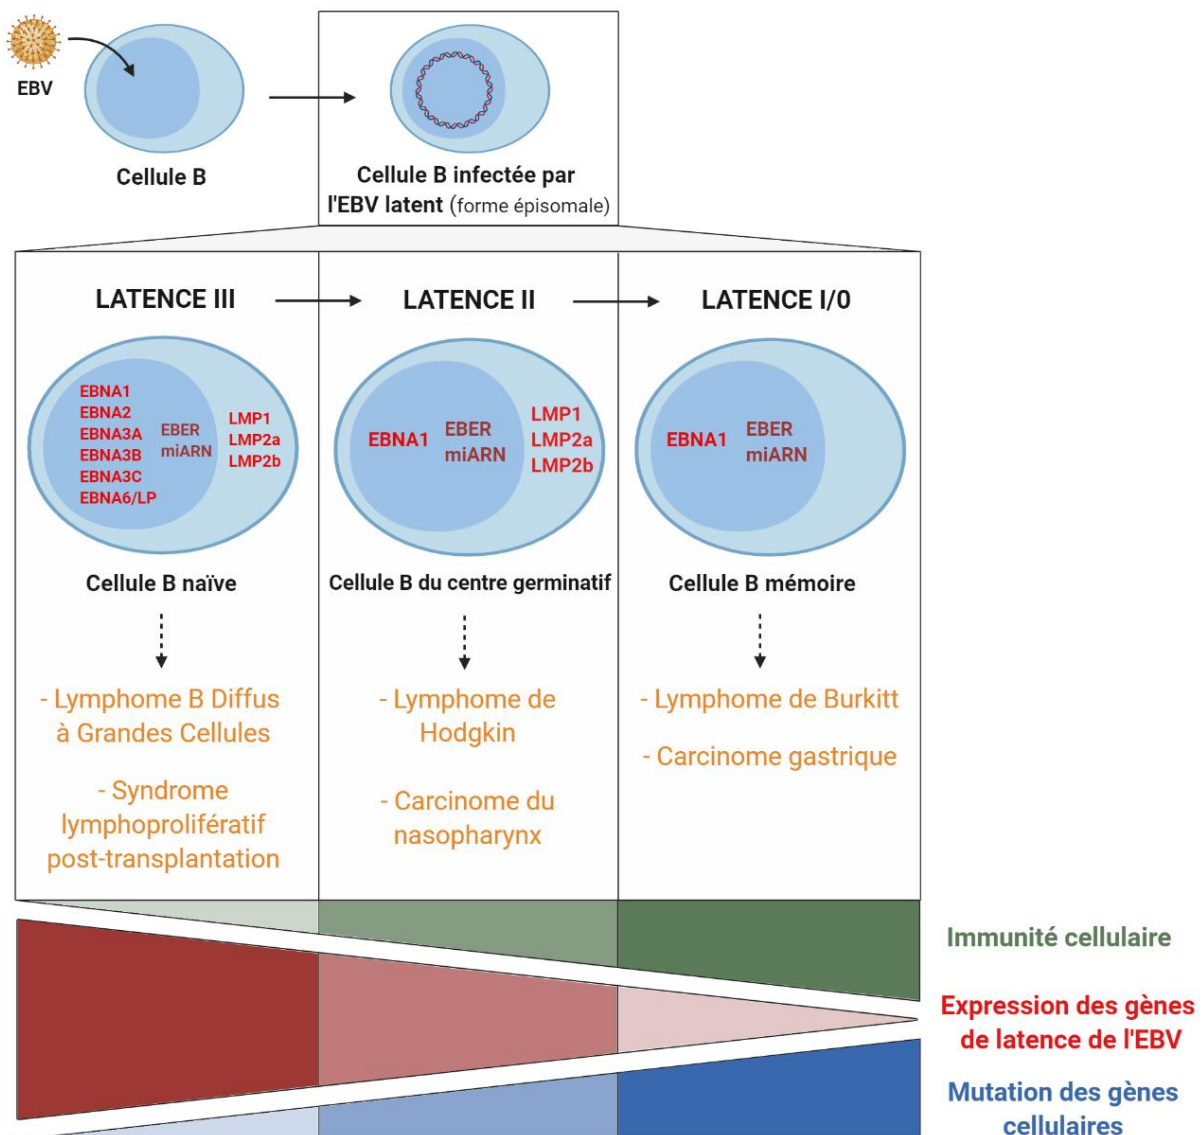 EBV
Cellule B
Cellule B infectée par
l'EBV latent (forme épisomale)
LATENCE III
LATENCE II
LATENCE I/0
EBNA1
EBNA2
EBNA3A
EBNA3B
EBNA3C
EBNA6/LP
EBER
miARN
LMP1
LMP2a
LMP2b
EBNA1
EBER
miARN
LMP1
LMP2a
LMP2b
EBNA1
EBER
miARN
Cellule B naïve
Cellule B du centre germinatif
Cellule B mémoire
- Lymphome B Diffus
à Grandes Cellules
- Syndrome
lymphoprolifératif
post-transplantation
- Lymphome de
Hodgkin
- Carcinome du
nasopharynx
- Lymphome de Burkitt
- Carcinome gastrique
Immunité cellulaire
Expression des gènes
de latence de l'EBV
Mutation des gènes
cellulaires